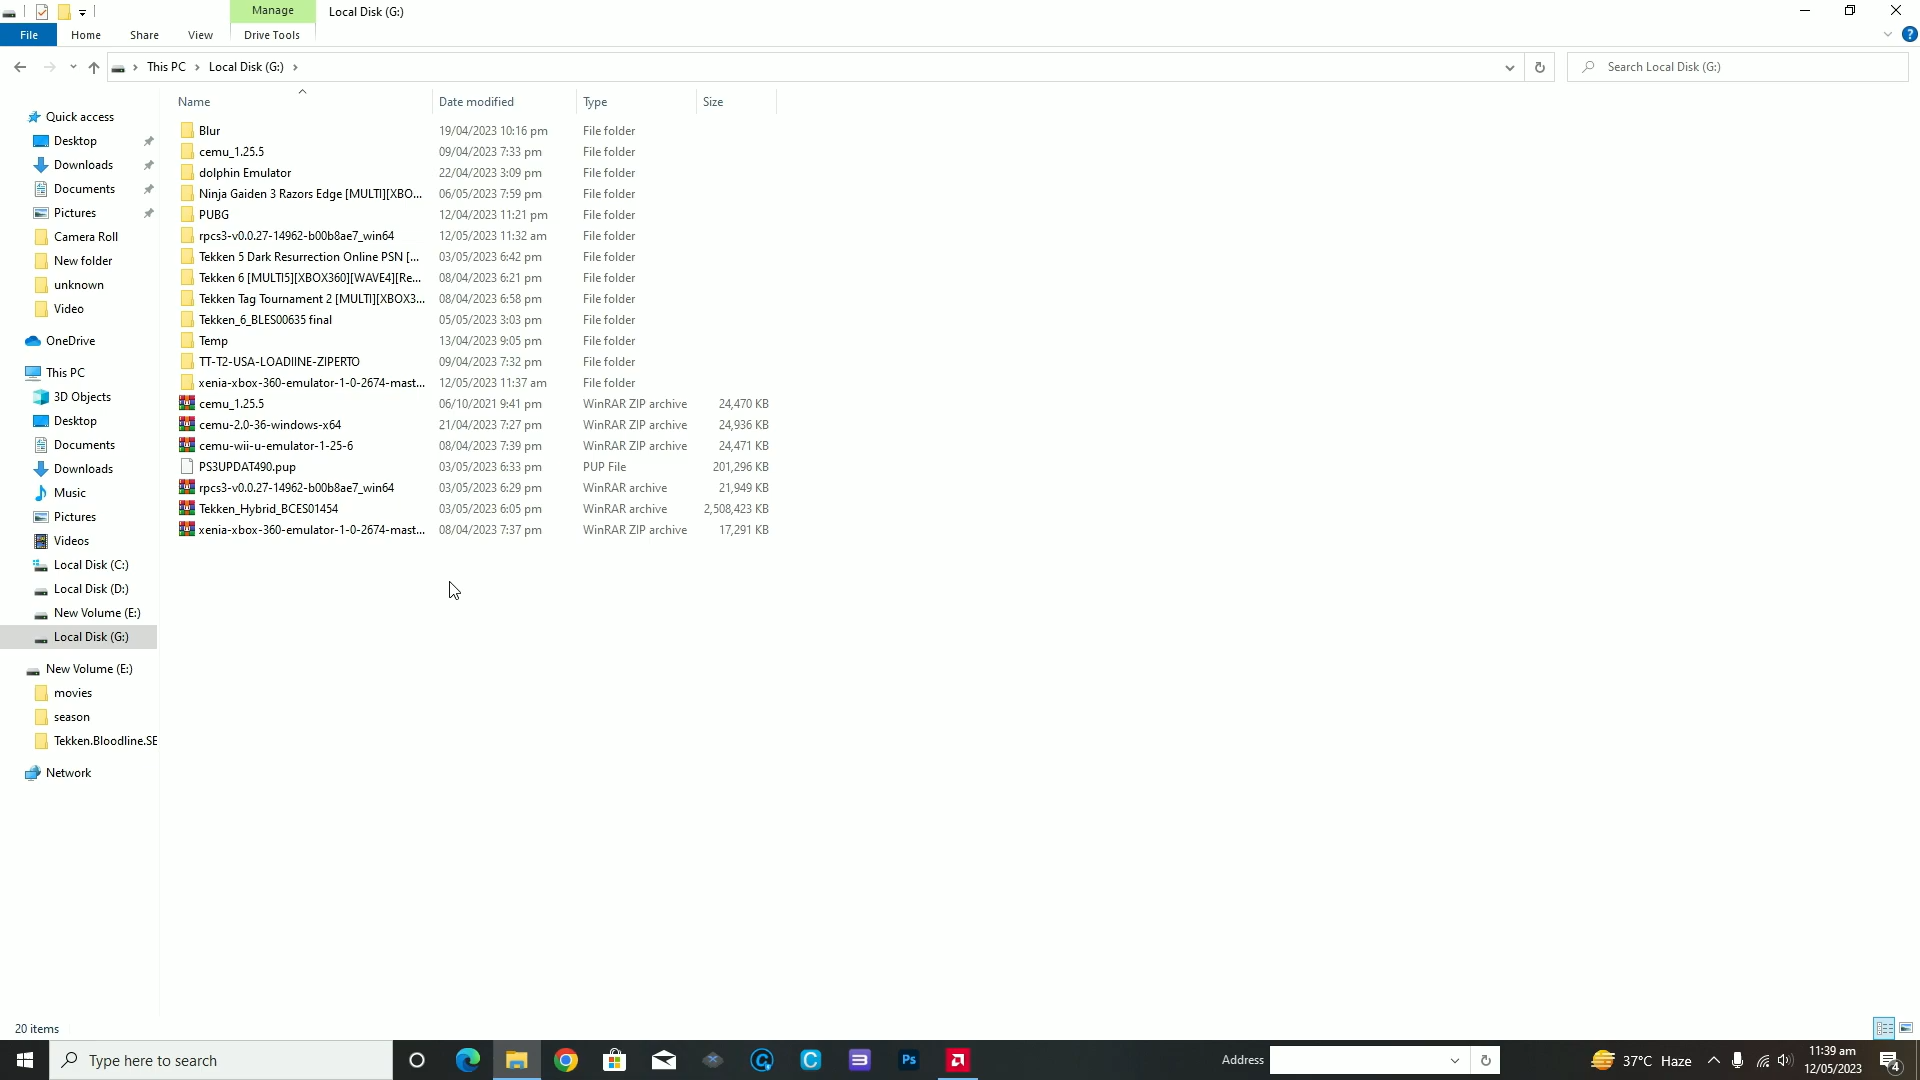 Manage
Local Disk (G:)
File
Home
Share
View
Drive Tools
This PC
Local Disk (G:)
Search Local Disk (G:)
Name Date modified Type Size
Quick access
Desktop
Downloads
Documents
Pictures
Camera Roll
New folder
unknown
Video
OneDrive
This PC
3D Objects
Desktop
Documents
Downloads
Music
Pictures
Videos
Local Disk (C:)
Local Disk (D:)
New Volume (E:)
Local Disk (G:)
New Volume (E:)
movies
season
Tekken.Bloodline.SE
Network
Blur 19/04/2023 10:16 pm File folder
cemu_1.25.5 09/04/2023 7:33 pm File folder
dolphin Emulator 22/04/2023 3:09 pm File folder
Ninja Gaiden 3 Razors Edge [MULTI][XBO... 06/05/2023 7:59 pm File folder
PUBG 12/04/2023 11:21 pm File folder
rpcs3-v0.0.27-14962-b00b8ae7_win64 12/05/2023 11:32 am File folder
Tekken 5 Dark Resurrection Online PSN [... 03/05/2023 6:42 pm File folder
Tekken 6 [MULTI5][XBOX360][WAVE4][Re... 08/04/2023 6:21 pm File folder
Tekken Tag Tournament 2 [MULTI][XBOX3... 08/04/2023 6:58 pm File folder
Tekken_6_BLES00635 final 05/05/2023 3:03 pm File folder
Temp 13/04/2023 9:05 pm File folder
TT-T2-USA-LOADIINE-ZIPERTO 09/04/2023 7:32 pm File folder
xenia-xbox-360-emulator-1-0-2674-mast... 12/05/2023 11:37 am File folder
cemu_1.25.5 06/10/2021 9:41 pm WinRAR ZIP archive 24,470 KB
cemu-2.0-36-windows-x64 21/04/2023 7:27 pm WinRAR ZIP archive 24,936 KB
cemu-wii-u-emulator-1-25-6 08/04/2023 7:39 pm WinRAR ZIP archive 24,471 KB
PS3UPDAT490.pup 03/05/2023 6:33 pm PUP File 201,296 KB
rpcs3-v0.0.27-14962-b00b8ae7_win64 03/05/2023 6:29 pm WinRAR archive 21,949 KB
Tekken_Hybrid_BCES01454 03/05/2023 6:05 pm WinRAR archive 2,508,423 KB
xenia-xbox-360-emulator-1-0-2674-mast... 08/04/2023 7:37 pm WinRAR ZIP archive 17,291 KB
20 items
Type here to search
Ps
Address
37°C Haze
11:39 am
12/05/2023
4